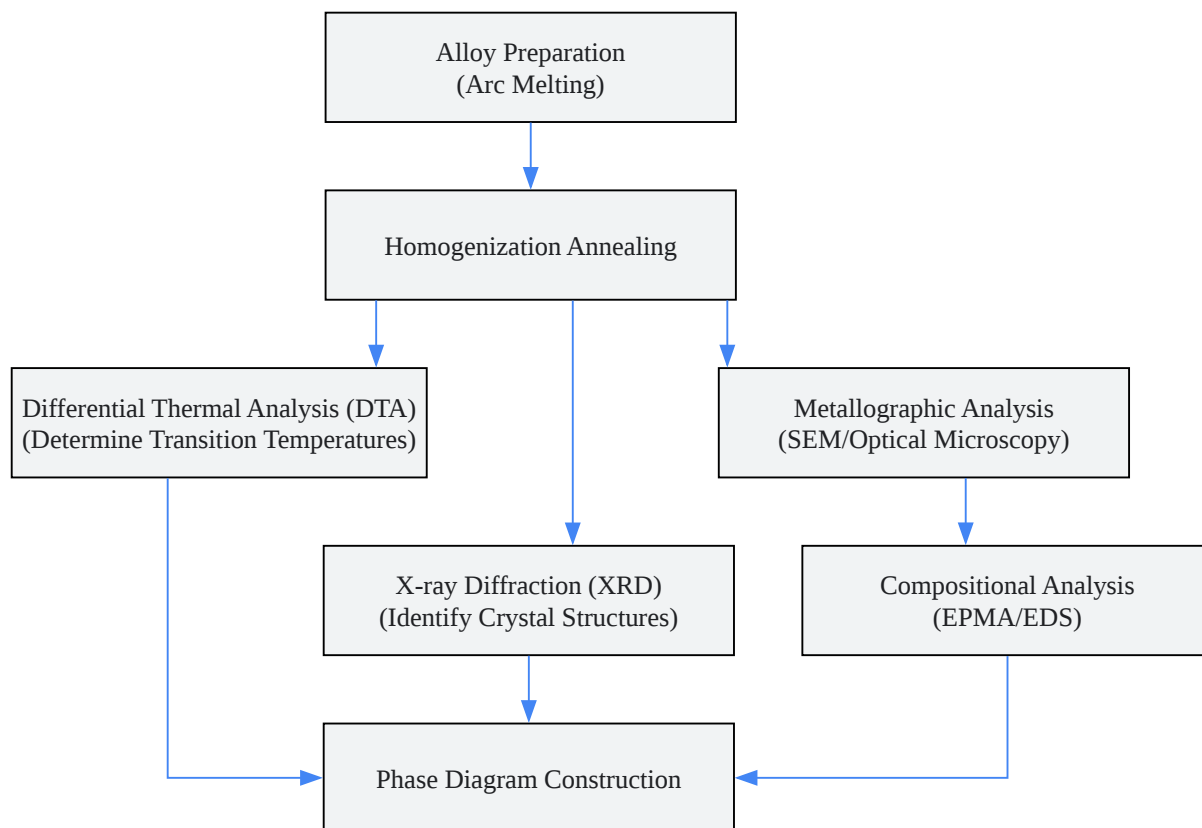 Alloy Preparation
(Arc Melting)
Homogenization Annealing
Differential Thermal Analysis (DTA)
(Determine Transition Temperatures)
Metallographic Analysis
(SEM/Optical Microscopy)
X-ray Diffraction (XRD)
(Identify Crystal Structures)
Compositional Analysis
(EPMA/EDS)
Phase Diagram Construction